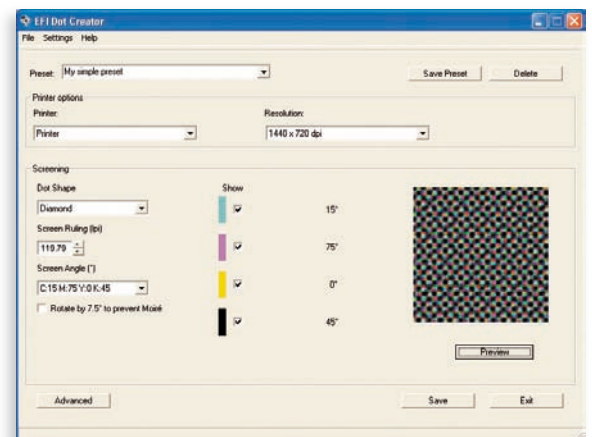 EFI Dot Creator
File Settings Help
Preset: My simple preset Save Preset Delete
Printer options
Printer: Resolution:
Printer 1440 x 720 dpi
Screening
Dot Shape Show
Diamond 15°
Screen Ruling (lpi)
119.79 75°
Screen Angle (°)
C:15 M:75 Y:0 K:45 0°
Rotate by 7.5° to prevent Moiré
45°
Preview
Advanced Save Exit